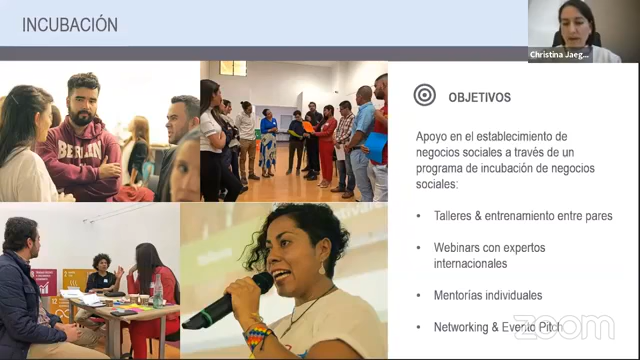 INCUBACIÓN
Christina Jaeg...
OBJETIVOS
Apoyo en el establecimiento de
negocios sociales a través de un
programa de incubación de negocios
sociales:
• Talleres & entrenamiento entre pares
• Webinars con expertos
internacionales
• Mentorías individuales
• Networking & Evento Pitch
zoom
BERLIN